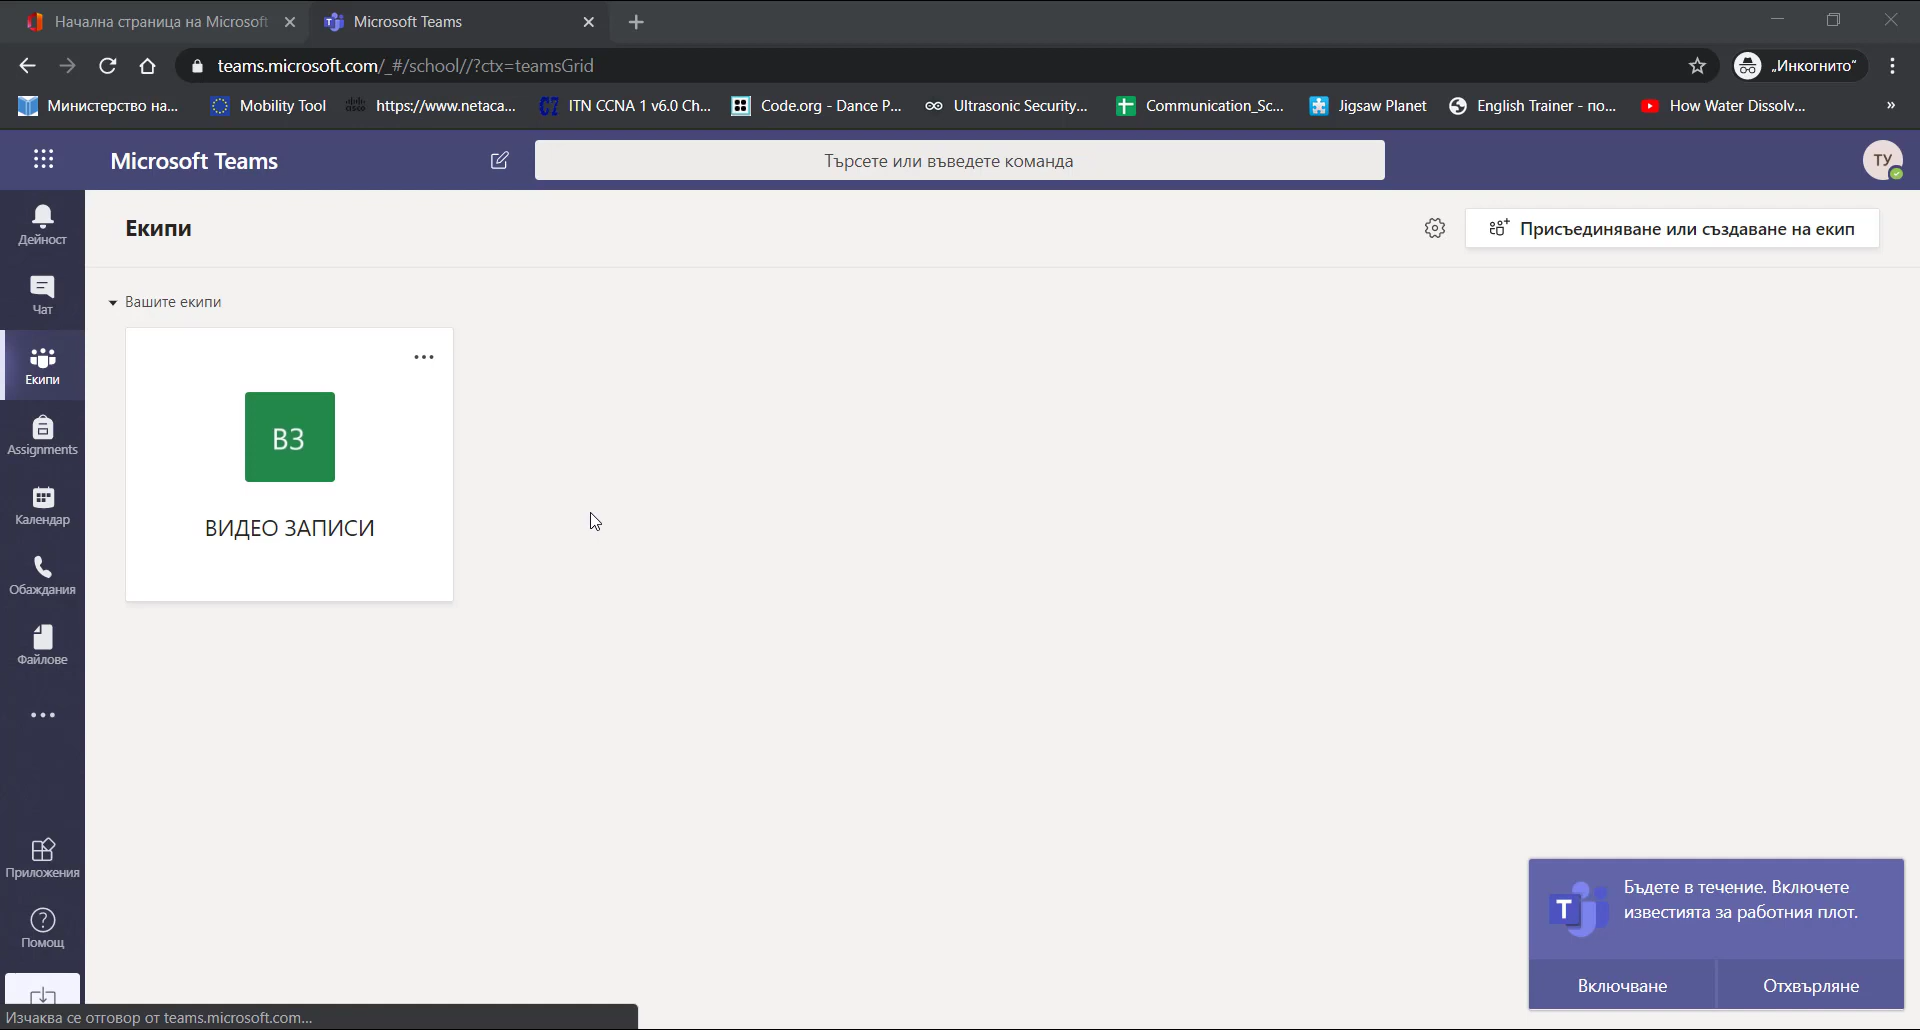 Начална страница на Microsoft
Microsoft Teams
teams.microsoft.com/_#/school//?ctx=teamsGrid
„Инкогнито“
Министерство на...
Mobility Tool
https://www.netaca...
ITN CCNA 1 v6.0 Ch...
Code.org - Dance P...
Ultrasonic Security...
Communication_Sc...
Jigsaw Planet
English Trainer - по...
How Water Dissolv...
»
Microsoft Teams
Търсете или въведете команда
ТУ
Дейност
Чат
Екипи
Assignments
Календар
Обаждания
Файлове
Приложения
Помощ
Екипи
Присъединяване или създаване на екип
Вашите екипи
ВЗ
ВИДЕО ЗАПИСИ
Бъдете в течение. Включете
известията за работния плот.
Включване
Отхвърляне
Изчаква се отговор от teams.microsoft.com...